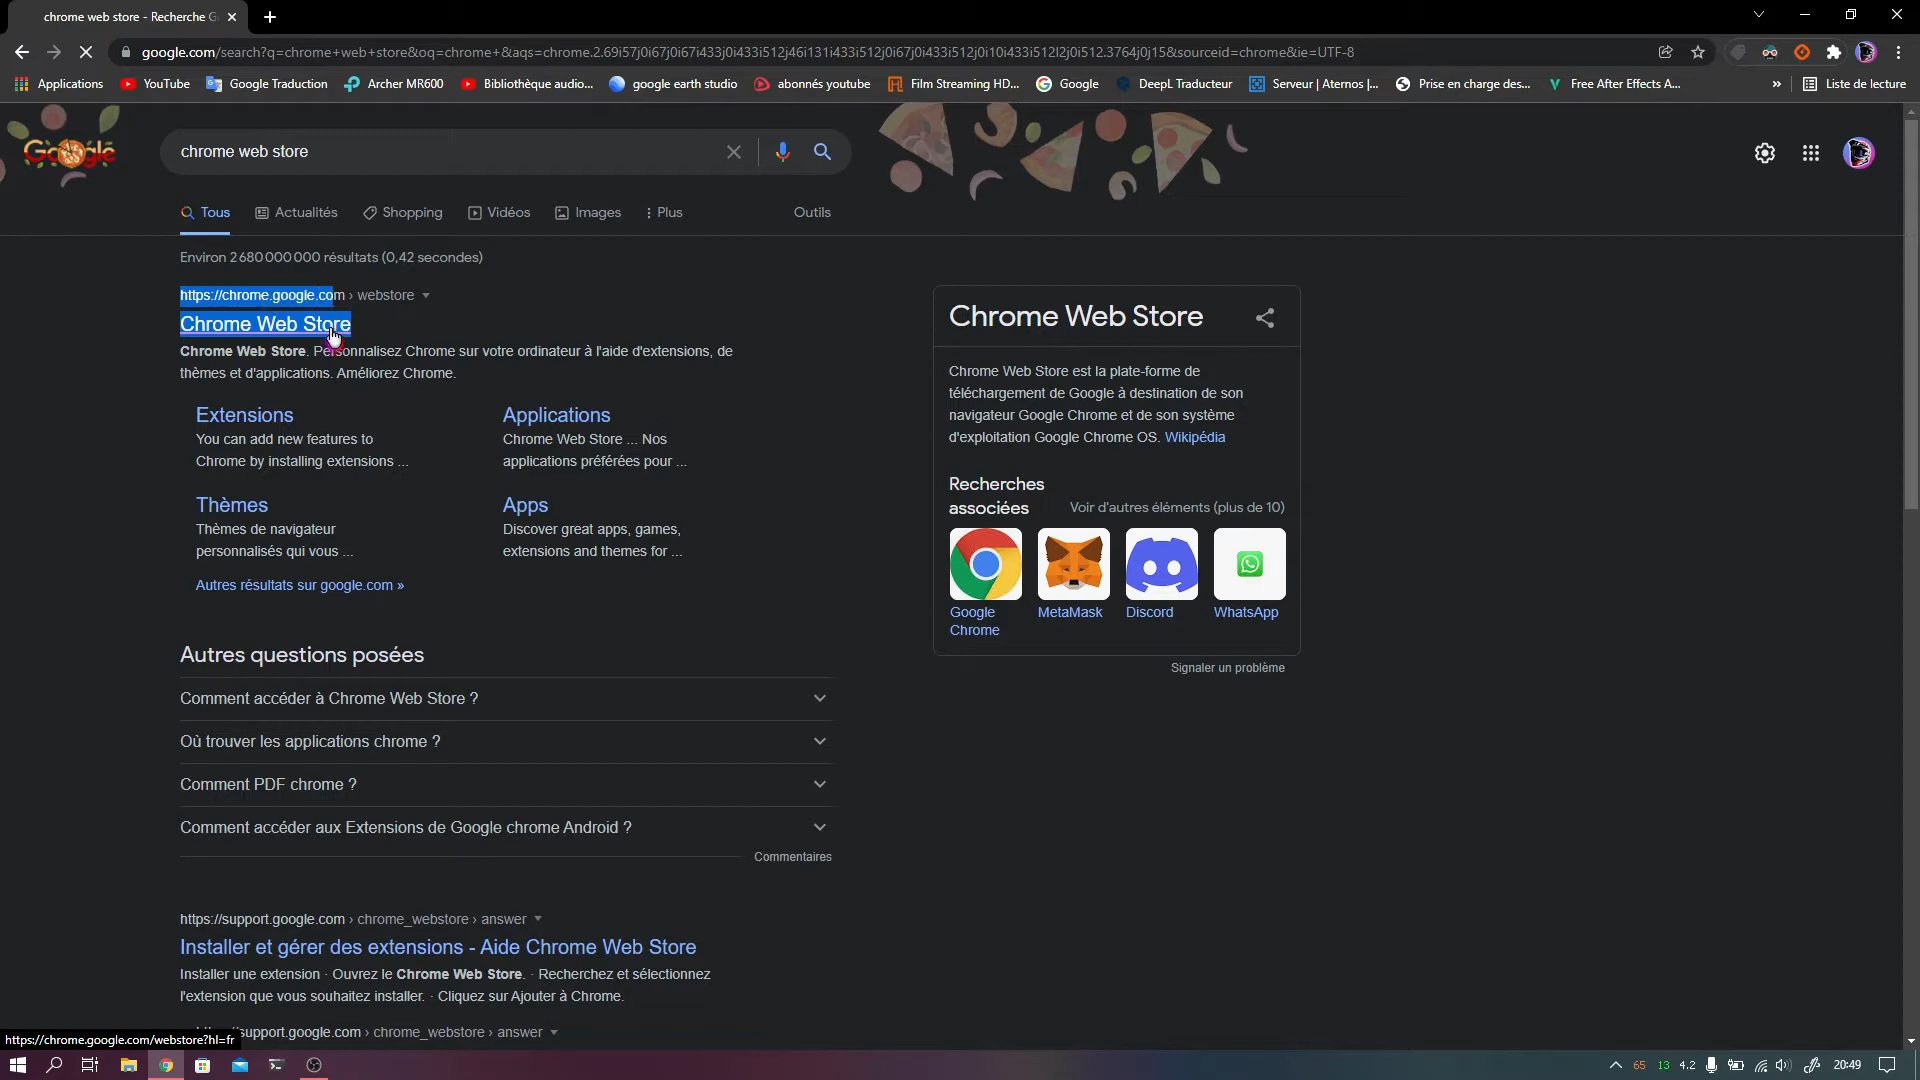 chrome web store - Recherche G
google.com/search?q=chrome+web+store&oq=chrome+&aqs=chrome.2.69i57j0i67j0i67i433j0i433i512j46i131i433i512j0i67j0i433i512j0i10i433i512l2j0i512.3764j0j15&sourceid=chrome&ie=UTF-8
Applications YouTube Google Traduction Archer MR600 Bibliothèque audio... google earth studio abonnés youtube Film Streaming HD... Google DeepL Traducteur Serveur | Aternos |... Prise en charge des... Free After Effects A... » Liste de lecture
Google chrome web store
Tous Actualités Shopping Vidéos Images Plus Outils
Environ 2 680 000 000 résultats (0,42 secondes)
https://chrome.google.com › webstore
Chrome Web Store
Chrome Web Store. Personnalisez Chrome sur votre ordinateur à l'aide d'extensions, de
thèmes et d'applications. Améliorez Chrome.
Extensions
You can add new features to
Chrome by installing extensions ...
Applications
Chrome Web Store ... Nos
applications préférées pour ...
Thèmes
Thèmes de navigateur
personnalisés qui vous ...
Apps
Discover great apps, games,
extensions and themes for ...
Autres résultats sur google.com »
Autres questions posées
Comment accéder à Chrome Web Store ?
Où trouver les applications chrome ?
Comment PDF chrome ?
Comment accéder aux Extensions de Google chrome Android ?
Commentaires
https://support.google.com › chrome_webstore › answer
Installer et gérer des extensions - Aide Chrome Web Store
Installer une extension · Ouvrez le Chrome Web Store. · Recherchez et sélectionnez
l'extension que vous souhaitez installer. · Cliquez sur Ajouter à Chrome.
support.google.com › chrome_webstore › answer
Chrome Web Store
Chrome Web Store est la plate-forme de
téléchargement de Google à destination de son
navigateur Google Chrome et de son système
d'exploitation Google Chrome OS. Wikipédia
Recherches
associées
Voir d'autres éléments (plus de 10)
Google
Chrome
MetaMask
Discord
WhatsApp
Signaler un problème
https://chrome.google.com/webstore?hl=fr
65 13 4.2 20:49